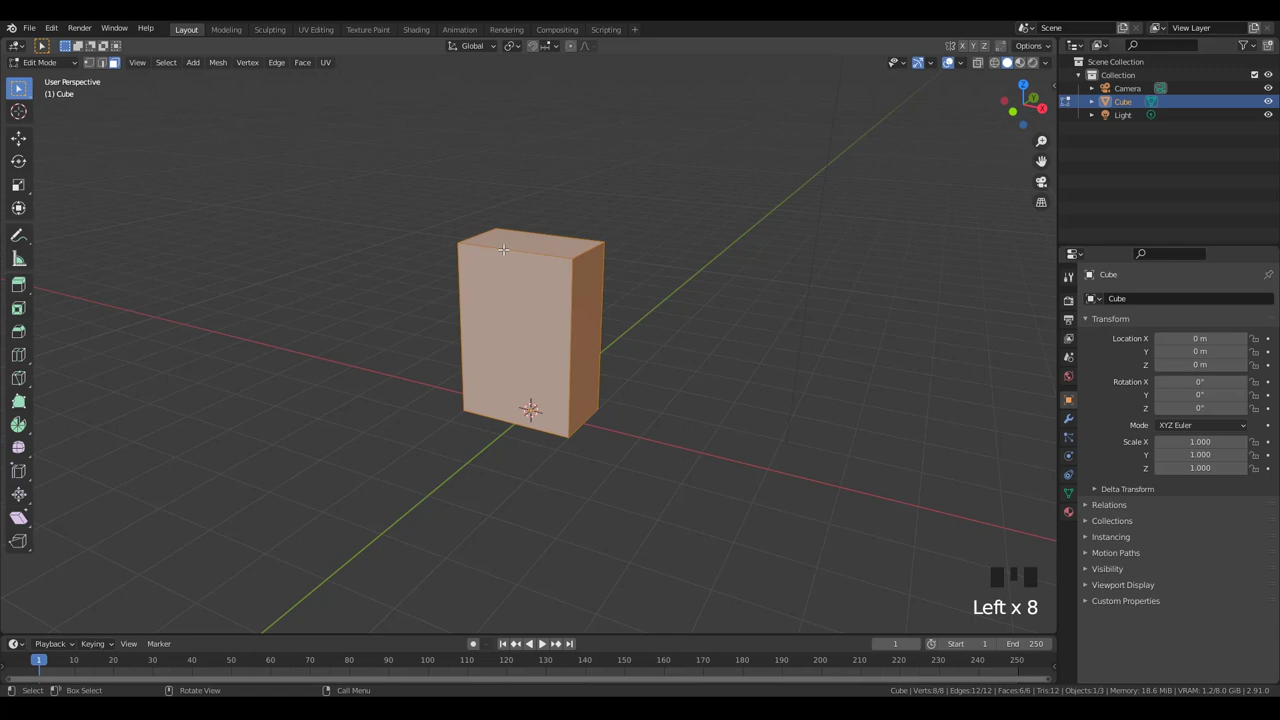 File Edit Render Window Help Layout Modeling Sculpting UV Editing Texture Paint Shading Animation Rendering Compositing Scripting + Scene View Layer
Global X Y Z Options
Edit Mode View Select Add Mesh Vertex Edge Face UV
User Perspective
(1) Cube
Z
Y
X
Scene Collection
Collection
Camera
Cube
Light
Cube
Cube
Transform
Location X 0 m
Y 0 m
Z 0 m
Rotation X 0°
Y 0°
Z 0°
Mode XYZ Euler
Scale X 1.000
Y 1.000
Z 1.000
Delta Transform
Relations
Collections
Instancing
Motion Paths
Visibility
Viewport Display
Custom Properties
Left x 8
Playback Keying View Marker 1 Start 1 End 250
1 10 20 30 40 50 60 70 80 90 100 110 120 130 140 150 160 170 180 190 200 210 220 230 240 250
Select Box Select Rotate View Call Menu Cube | Verts:8/8 | Edges:12/12 | Faces:6/6 | Tris:12 | Objects:1/3 | Memory: 18.6 MiB | VRAM: 1.2/8.0 GiB | 2.91.0